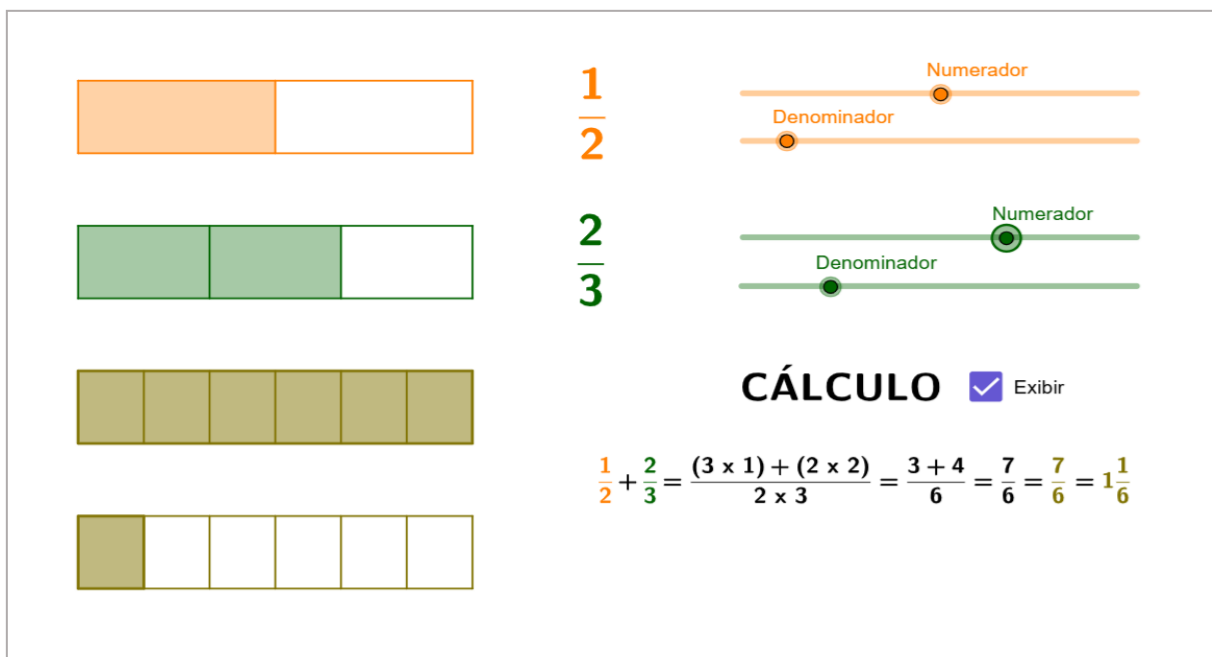 1/2
Numerador
Denominador
2/3
Numerador
Denominador
CÁLCULO Exibir
1/2 + 2/3 = (3 x 1) + (2 x 2)/2 x 3 = 3 + 4/6 = 7/6 = 7/6 = 1 1/6